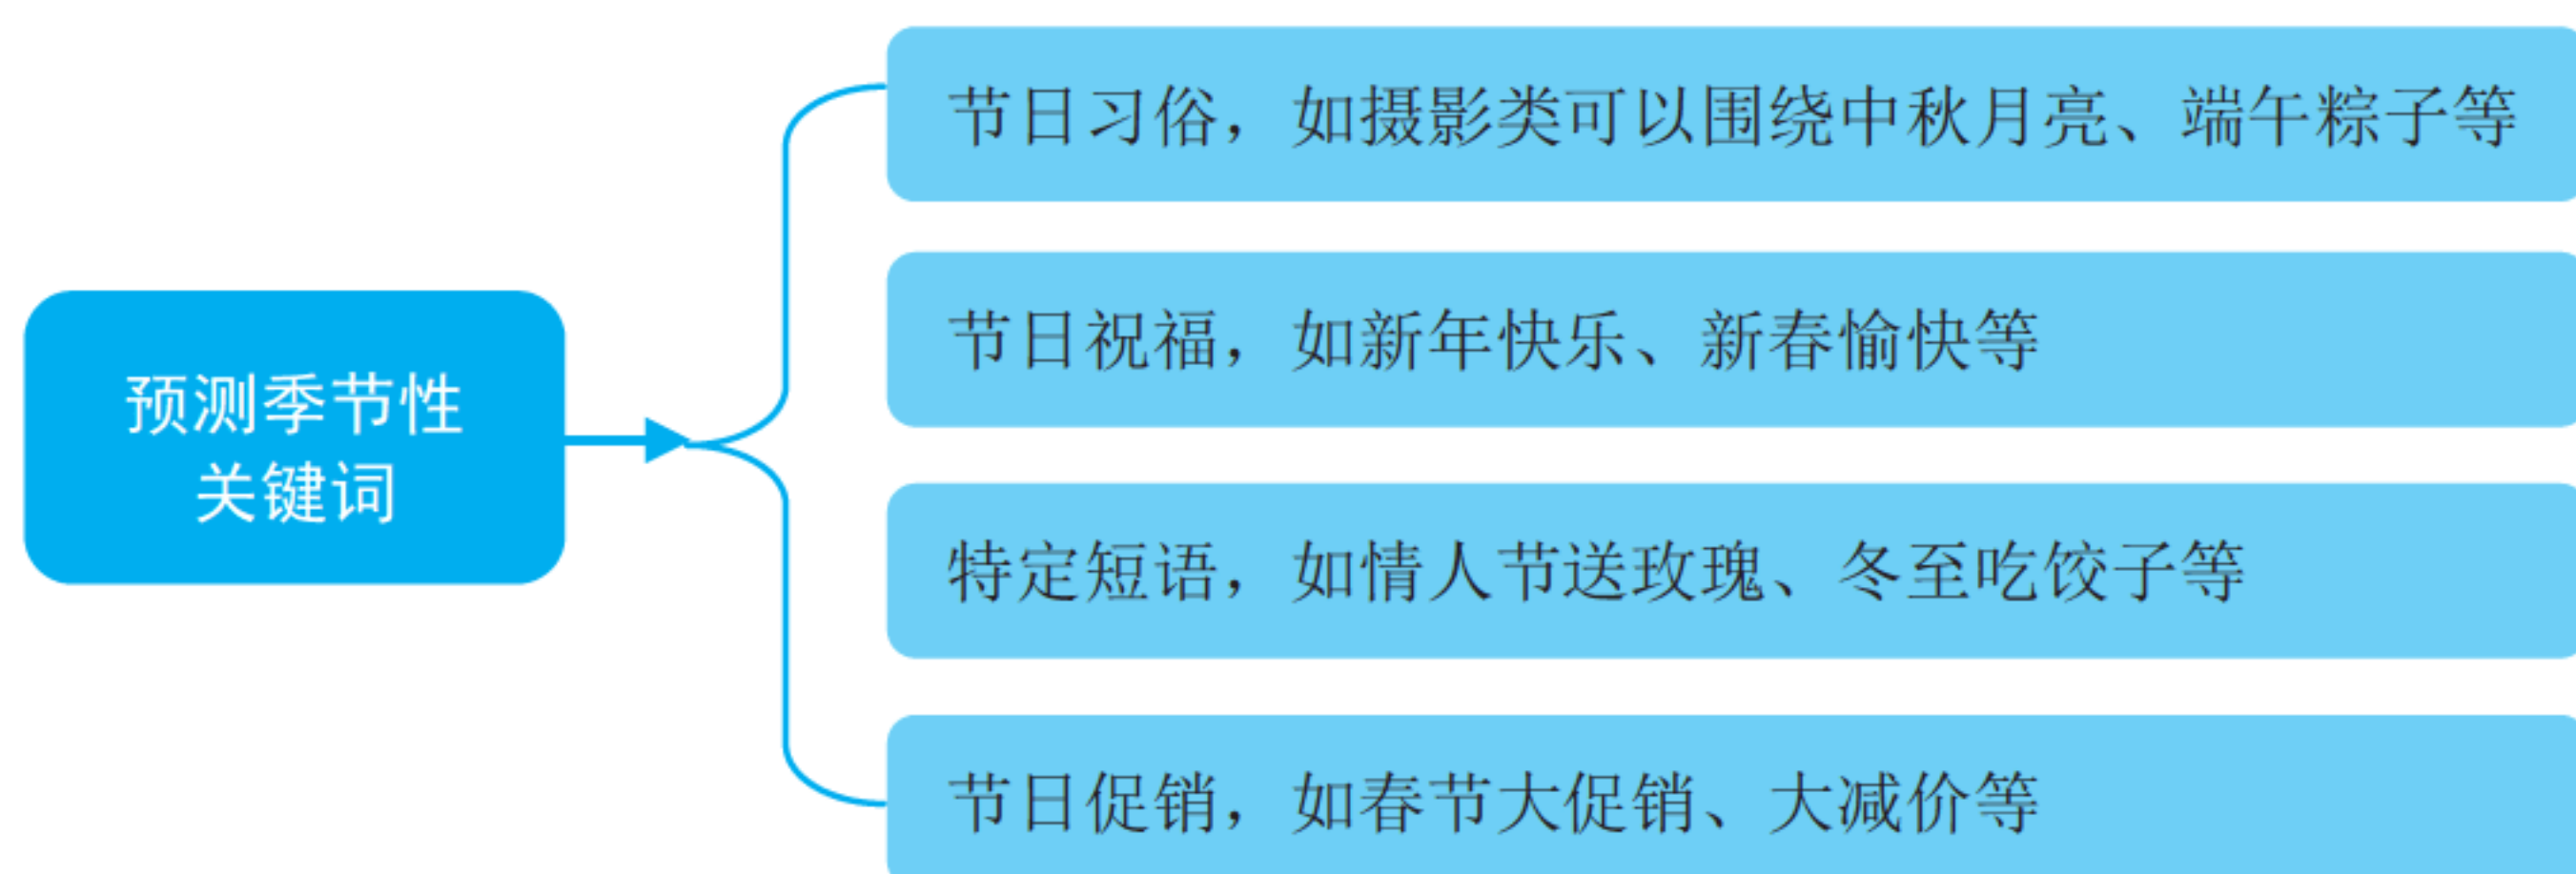 预测季节性
关键词
节日习俗，如摄影类可以围绕中秋月亮、端午粽子等
节日祝福，如新年快乐、新春愉快等
特定短语，如情人节送玫瑰、冬至吃饺子等
节日促销，如春节大促销、大减价等